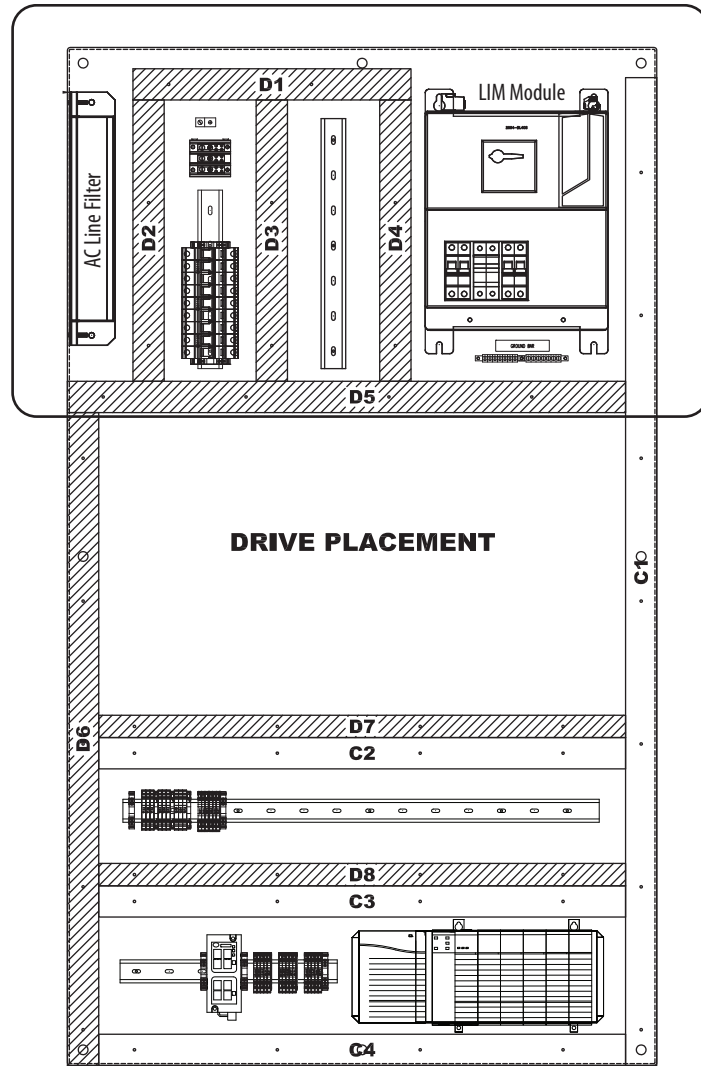 D1
LIM Module
AC Line Filter
D2
D3
D4
GROUND BAR
D5
DRIVE PLACEMENT
C1
D6
D7
C2
D8
C3
C4